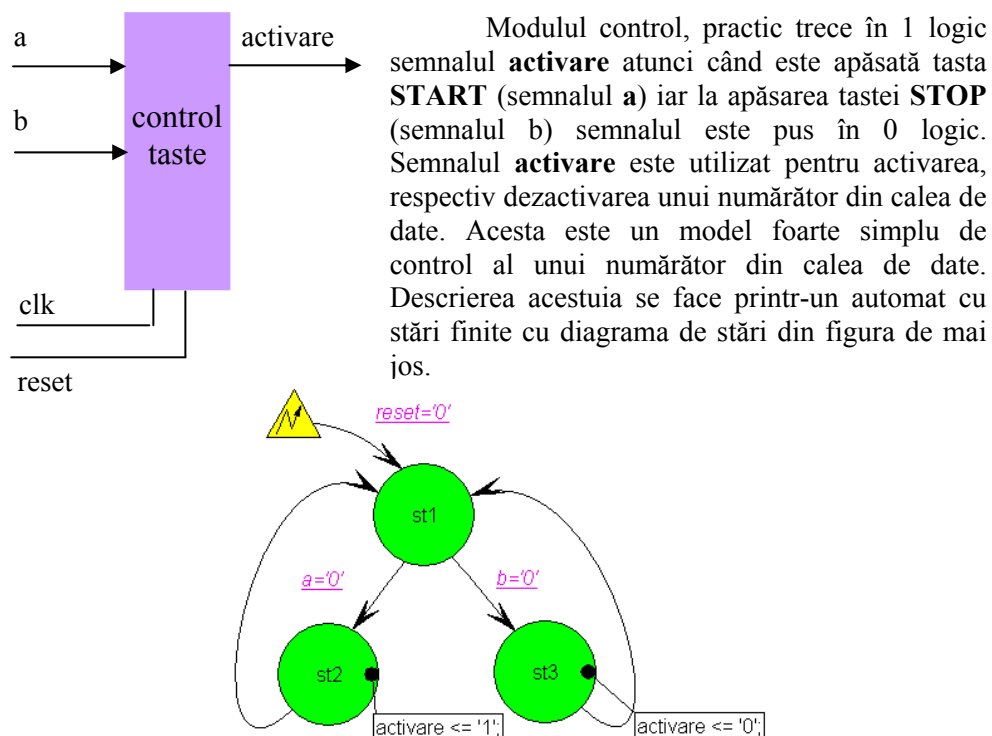 a
activare
b
control
taste
clk
reset
Modulul control, practic trece în 1 logic
semnalul activare atunci când este apăsată tasta
START (semnalul a) iar la apăsarea tastei STOP
(semnalul b) semnalul este pus în 0 logic.
Semnalul activare este utilizat pentru activarea,
respectiv dezactivarea unui numărător din calea de
date. Acesta este un model foarte simplu de
control al unui numărător din calea de date.
Descrierea acestuia se face printr-un automat cu
stări finite cu diagrama de stări din figura de mai
jos.
reset='0'
st1
a='0'
b='0'
st2
st3
activare <= '1';
activare <= '0';